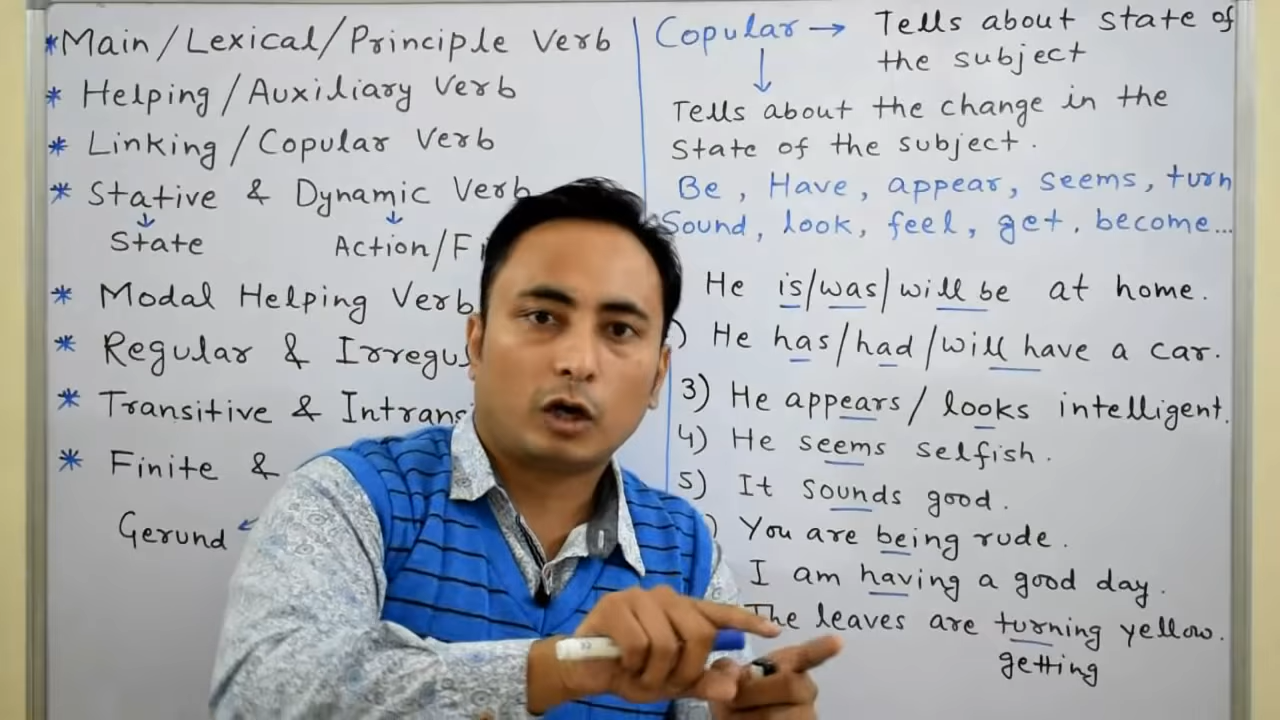 *Main/Lexical/Principle Verb
* Helping/Auxiliary Verb
* Linking/Copular Verb
* Stative & Dynamic Verb
↓ ↓
State Action/F
* Modal Helping Verb
* Regular & Irregu
* Transitive & Intrans
* Finite &
Gerund ←
Copular → Tells about state of
the subject
↓
Tells about the change in the
State of the subject.
Be, Have, appear, seems, turn
Sound, look, feel, get, become...
He is/was/will be at home.
) He has/had/will have a car.
3) He appears/looks intelligent.
4) He seems selfish.
5) It sounds good.
) You are being rude.
I am having a good day.
The leaves are turning yellow.
getting